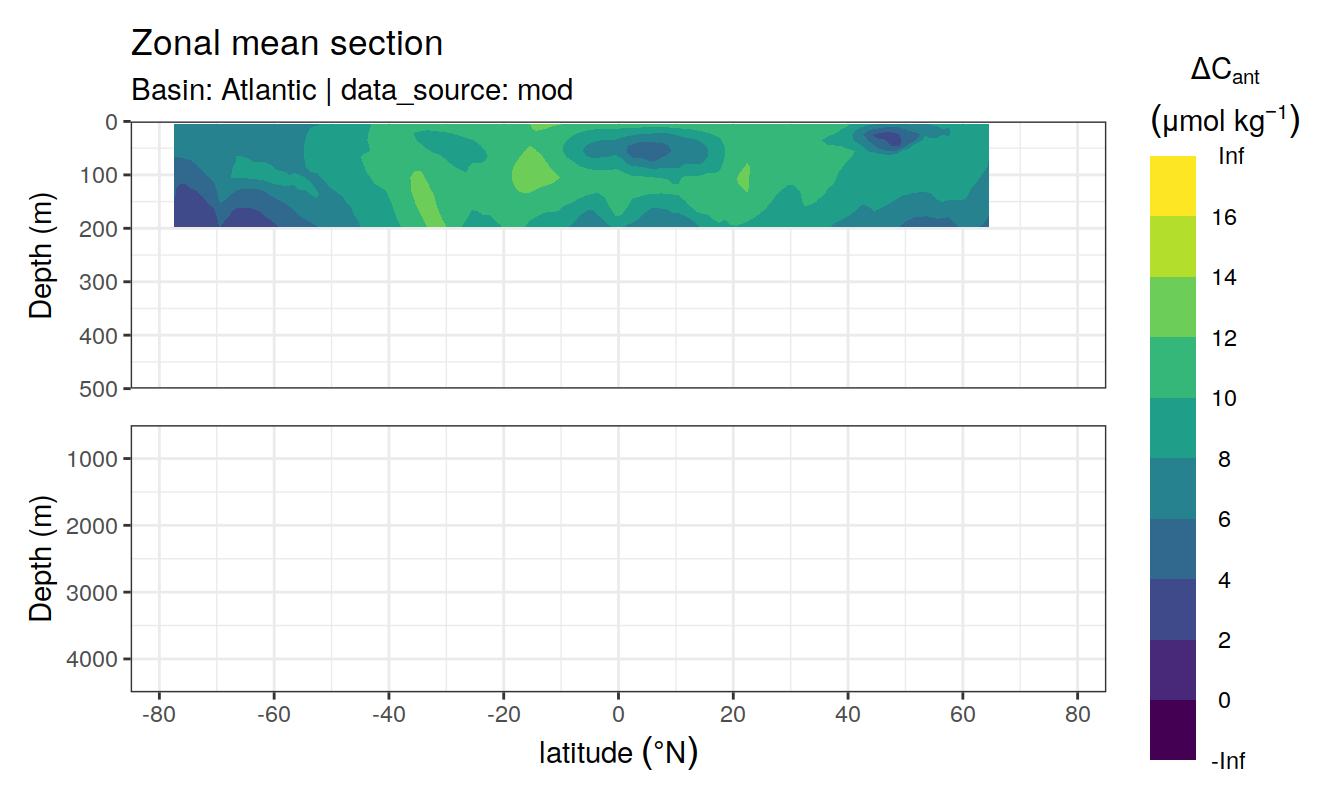 Zonal mean section
Basin: Atlantic | data_source: mod
ΔCant
(μmol kg⁻¹)
Inf
16
14
12
10
8
6
4
2
0
-Inf
Depth (m)
0
100
200
300
400
500
Depth (m)
1000
2000
3000
4000
-80 -60 -40 -20 0 20 40 60 80
latitude (°N)